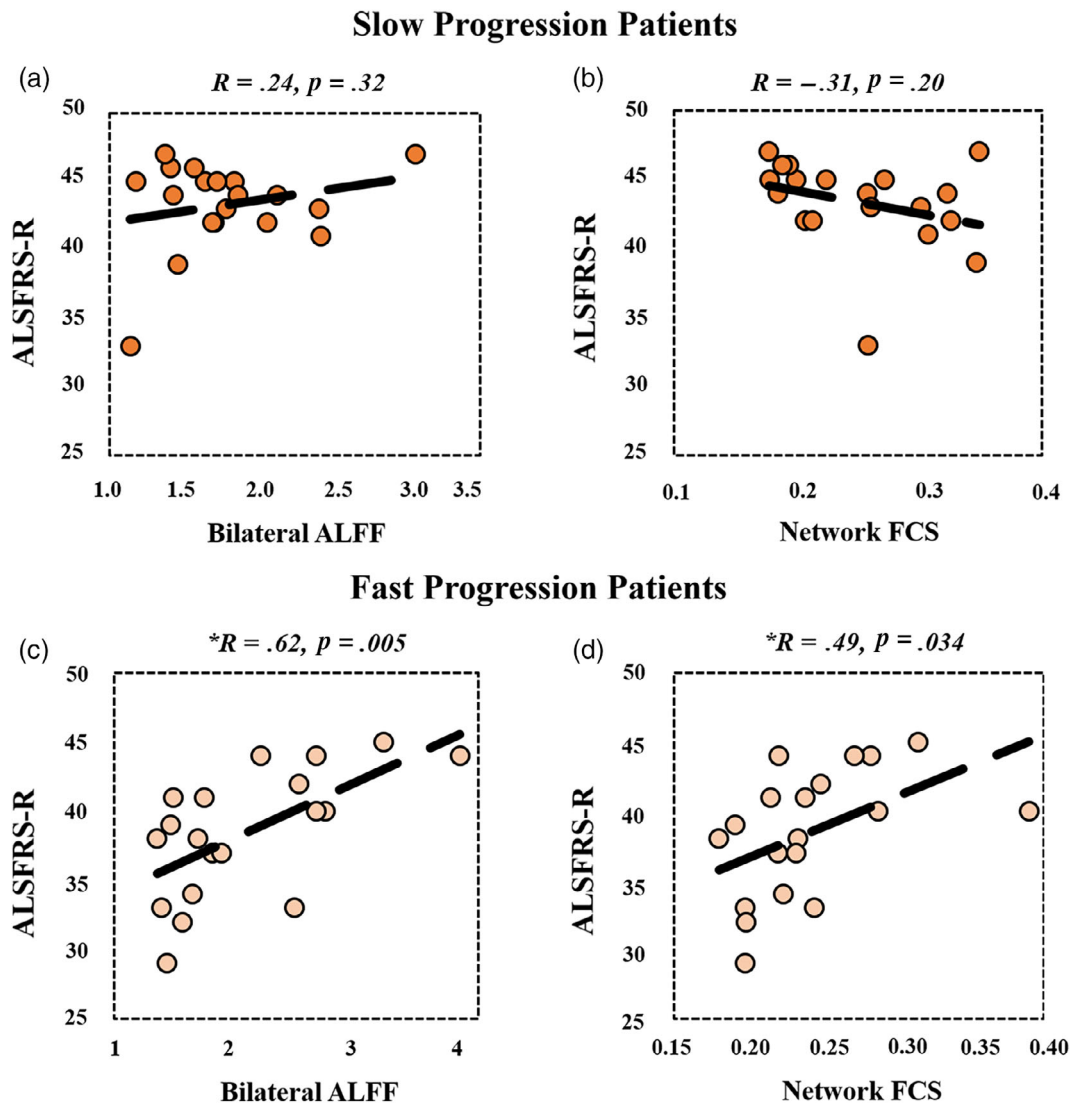 Slow Progression Patients
(a)
R = .24, p = .32
50
45
40
35
30
25
ALSFRS-R
1.0 1.5 2.0 2.5 3.0 3.5
Bilateral ALFF
(b)
R = –.31, p = .20
50
45
40
35
30
25
ALSFRS-R
0.1 0.2 0.3 0.4
Network FCS
Fast Progression Patients
(c)
*R = .62, p = .005
50
45
40
35
30
25
ALSFRS-R
1 2 3 4
Bilateral ALFF
(d)
*R = .49, p = .034
50
45
40
35
30
25
ALSFRS-R
0.15 0.20 0.25 0.30 0.35 0.40
Network FCS